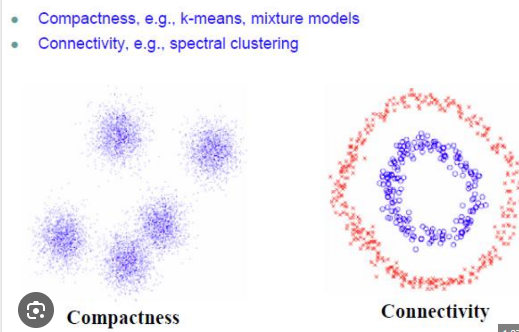 Compactness, e.g., k-means, mixture models
Connectivity, e.g., spectral clustering
Compactness
Connectivity